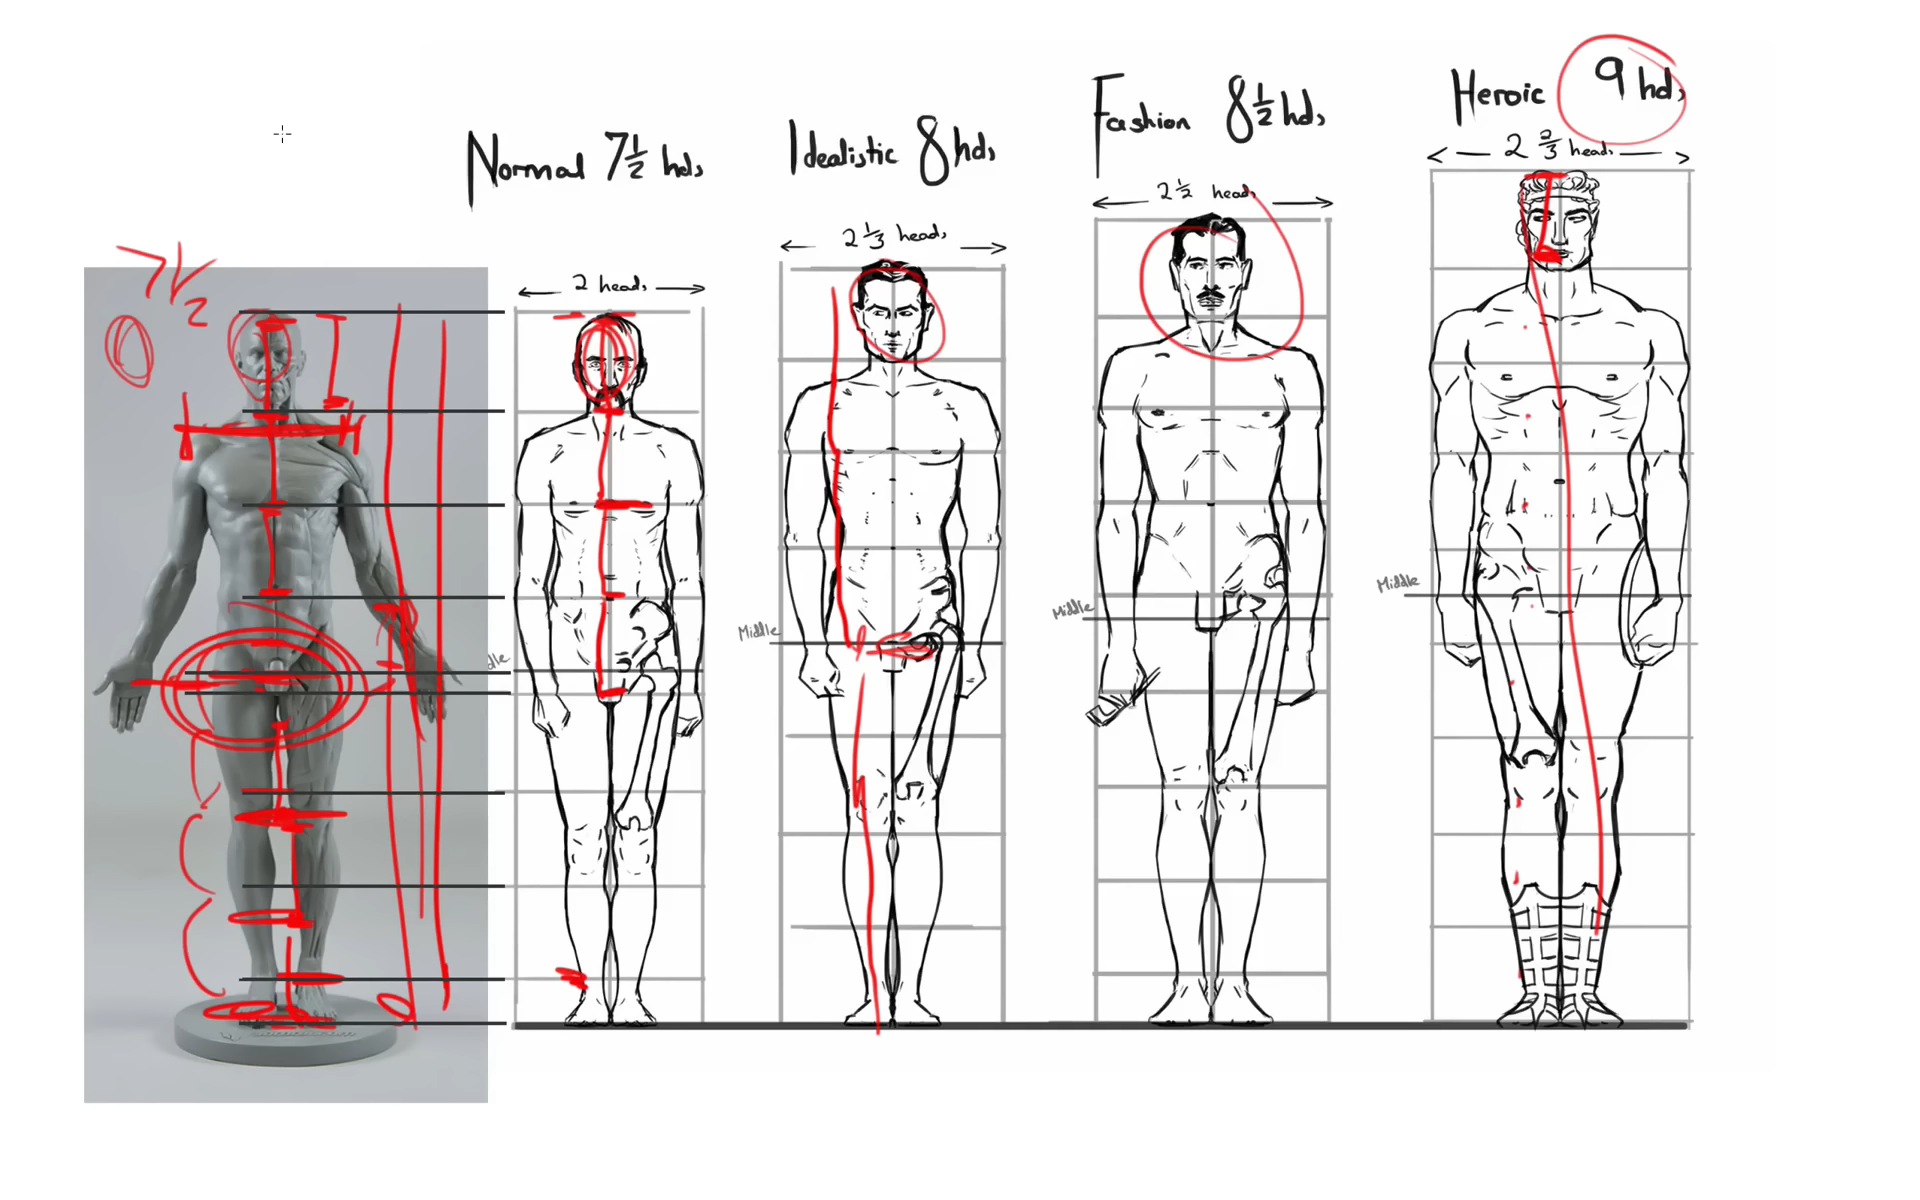 Normal 7½ hds
Idealistic 8 hds
Fashion 8½ hds
Heroic 9 hds
7½
2 heads
2⅓ heads
2½ heads
2⅔ heads
Middle
Middle
Middle